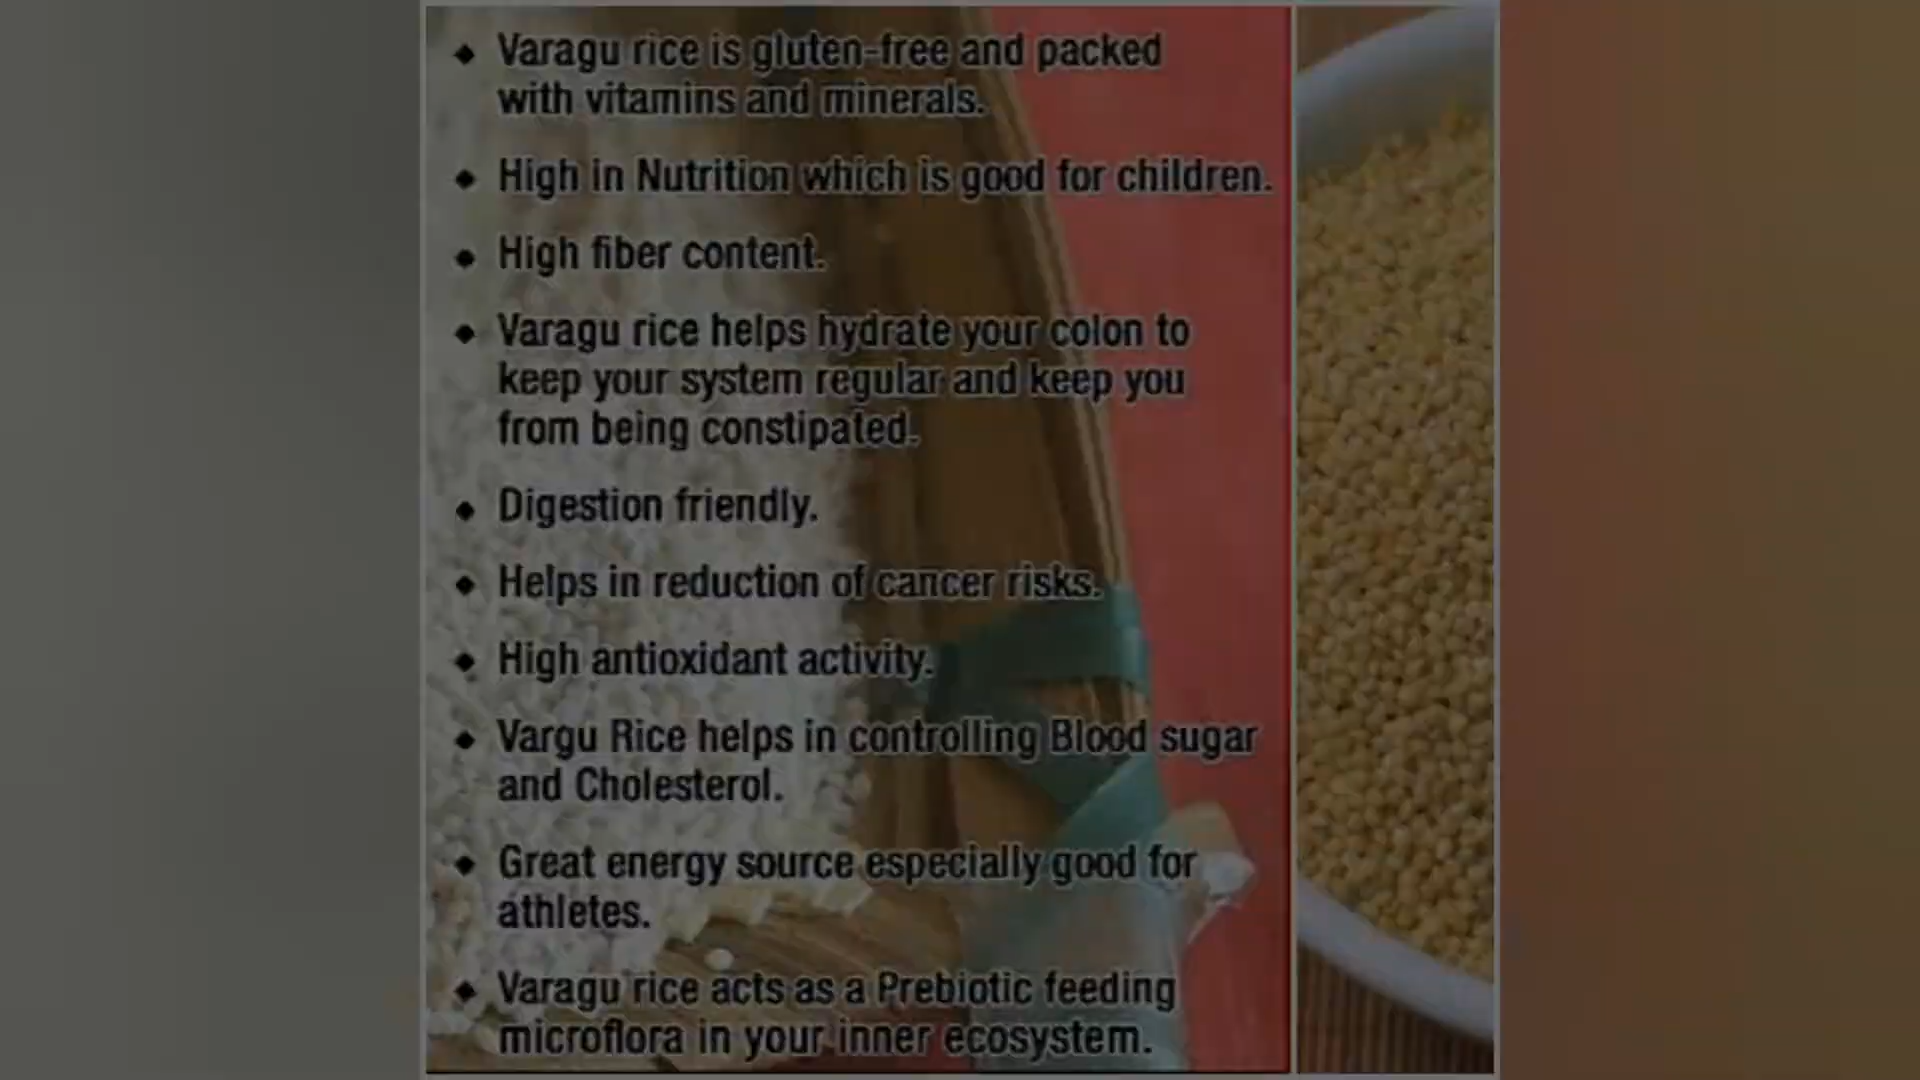 ◆ Varagu rice is gluten-free and packed
with vitamins and minerals.
◆ High in Nutrition which is good for children.
◆ High fiber content.
◆ Varagu rice helps hydrate your colon to
keep your system regular and keep you
from being constipated.
◆ Digestion friendly.
◆ Helps in reduction of cancer risks.
◆ High antioxidant activity.
◆ Vargu Rice helps in controlling Blood sugar
and Cholesterol.
◆ Great energy source especially good for
athletes.
◆ Varagu rice acts as a Prebiotic feeding
microflora in your inner ecosystem.